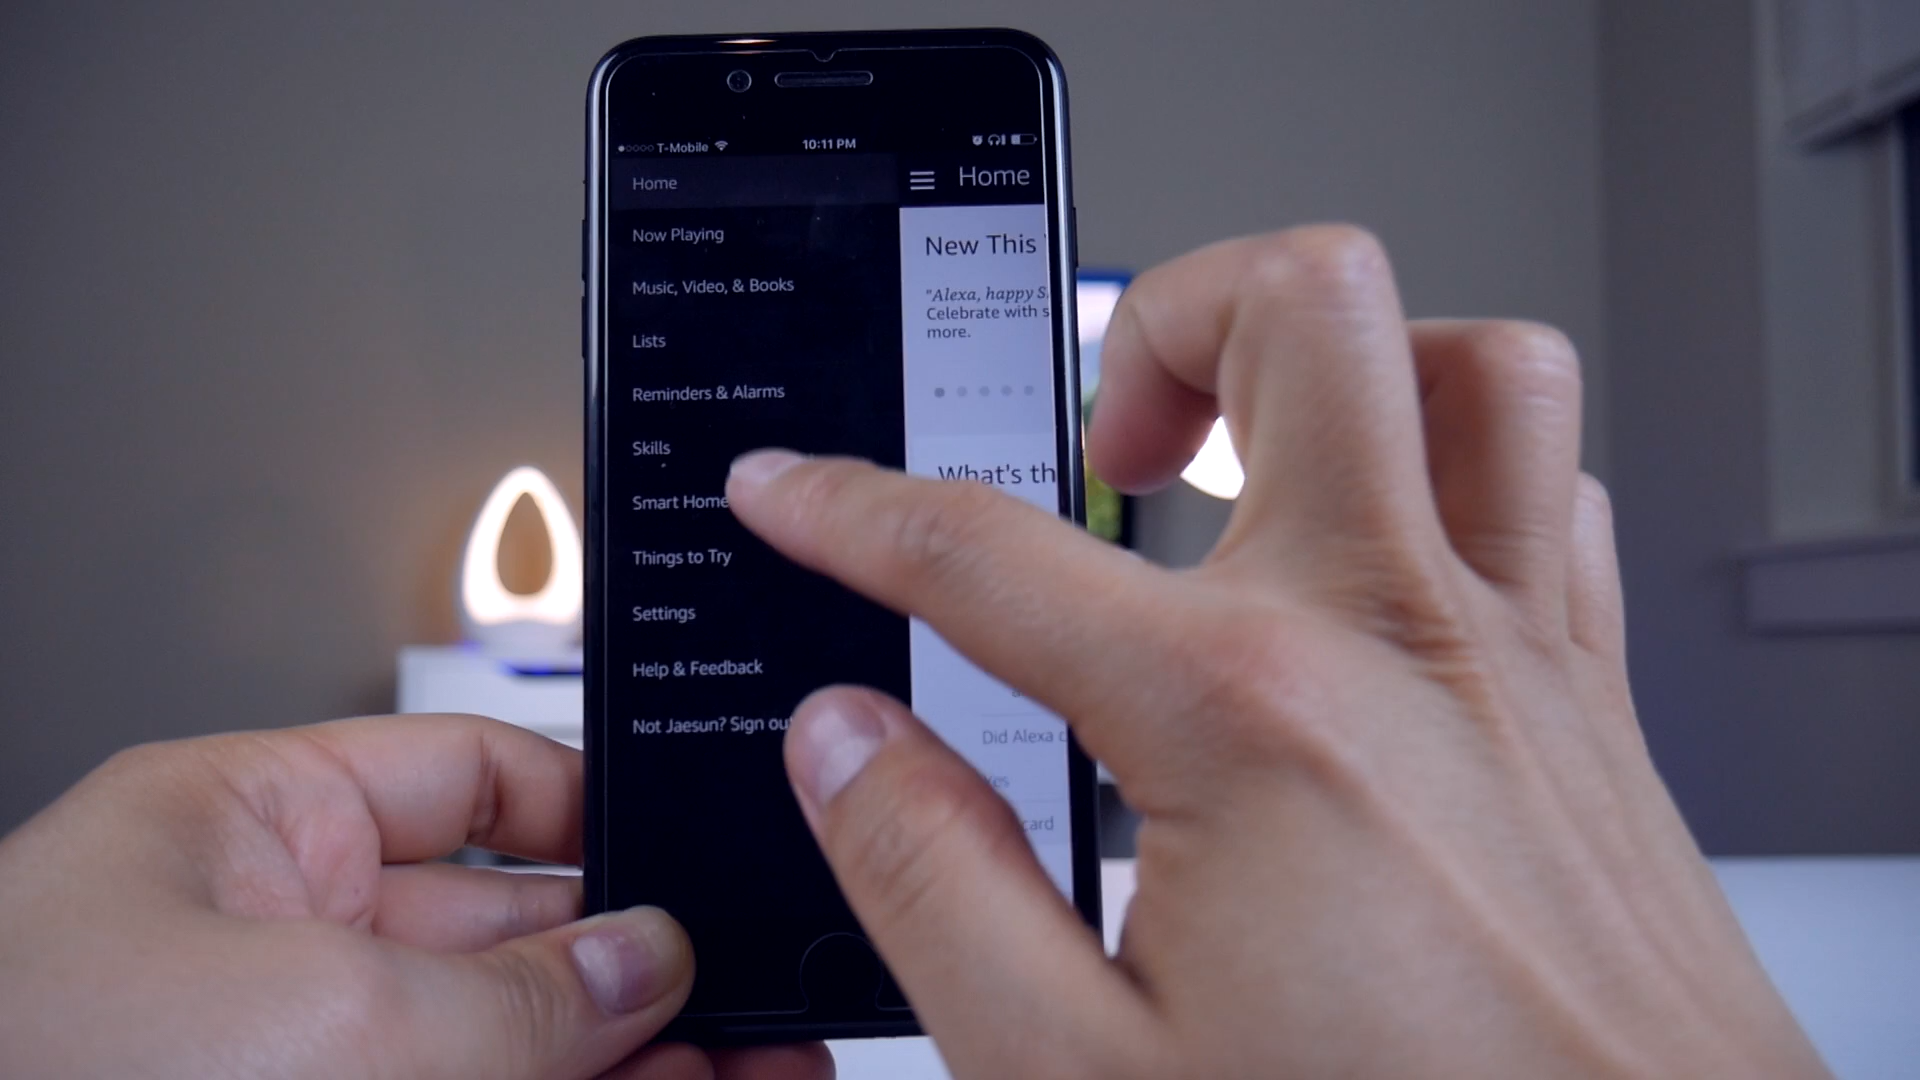 T-Mobile
10:11 PM
Home
Now Playing
Music, Video, & Books
Lists
Reminders & Alarms
Skills
Smart Home
Things to Try
Settings
Help & Feedback
Not Jaesun? Sign out
Home
New This
"Alexa, happy S
Celebrate with s
more.
What's th
Did Alexa
card